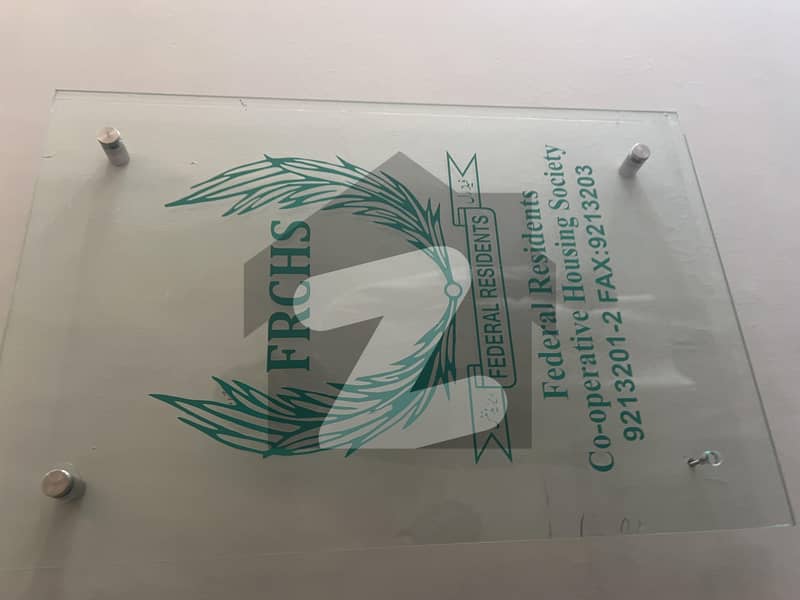 FRCHS
FEDERAL RESIDENTS
Federal Residents
Co-operative Housing Society
9213201-2 FAX:9213203